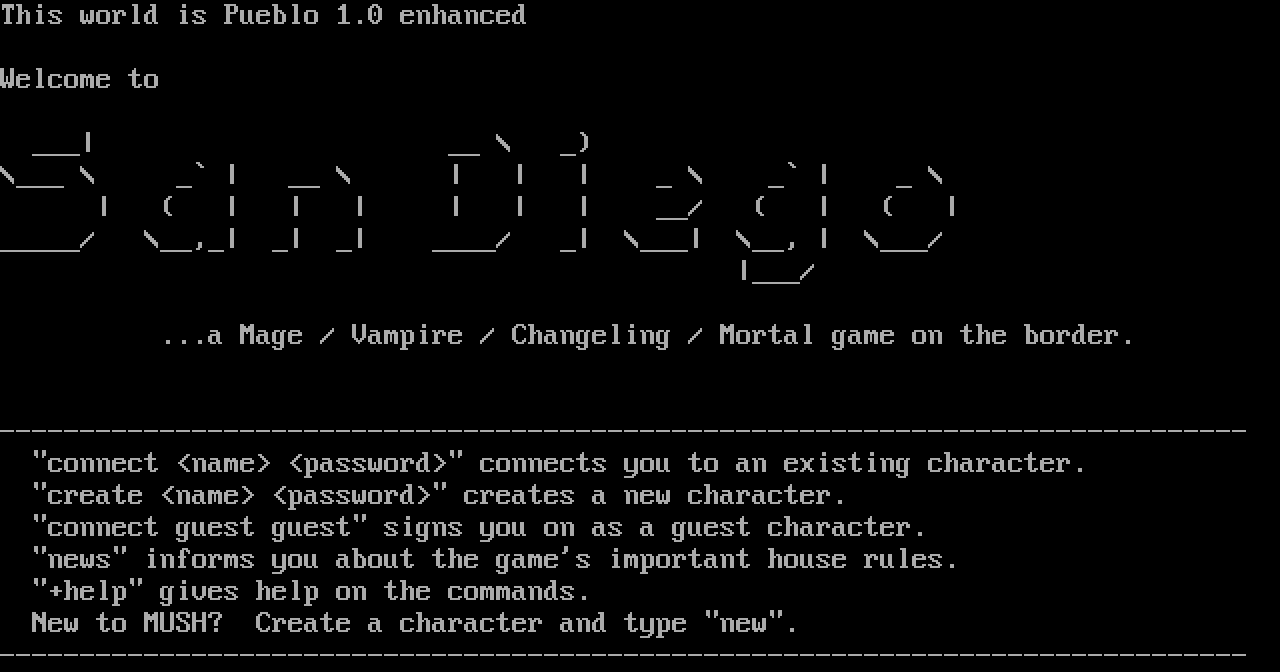 This world is Pueblo 1.0 enhanced
Welcome to
San Diego
...a Mage / Vampire / Changeling / Mortal game on the border.
"connect <name> <password>" connects you to an existing character.
"create <name> <password>" creates a new character.
"connect guest guest" signs you on as a guest character.
"news" informs you about the game's important house rules.
"+help" gives help on the commands.
New to MUSH?  Create a character and type "new".